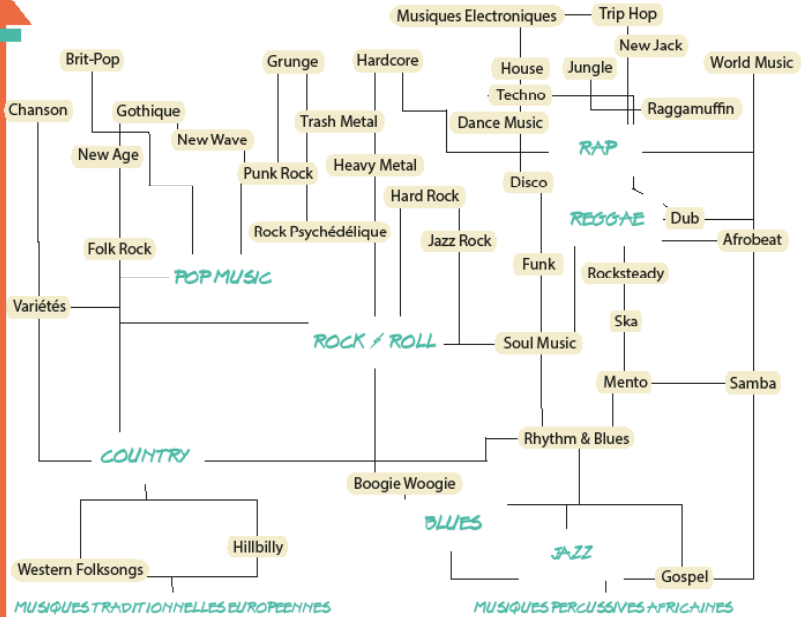 Musiques Electroniques
Trip Hop
New Jack
Brit-Pop
Grunge
Hardcore
House
Jungle
World Music
Techno
Chanson
Gothique
Trash Metal
Dance Music
Raggamuffin
New Wave
RAP
New Age
Punk Rock
Heavy Metal
Disco
Hard Rock
REGGAE
Dub
Rock Psychédélique
Jazz Rock
Afrobeat
Folk Rock
Funk
Rocksteady
POP MUSIC
Variétés
Ska
ROCK / ROLL
Soul Music
Mento
Samba
Rhythm & Blues
COUNTRY
Boogie Woogie
BLUES
Hillbilly
JAZZ
Western Folksongs
Gospel
MUSIQUES TRADITIONNELLES EUROPEENNES
MUSIQUES PERCUSSIVES AFRICAINES